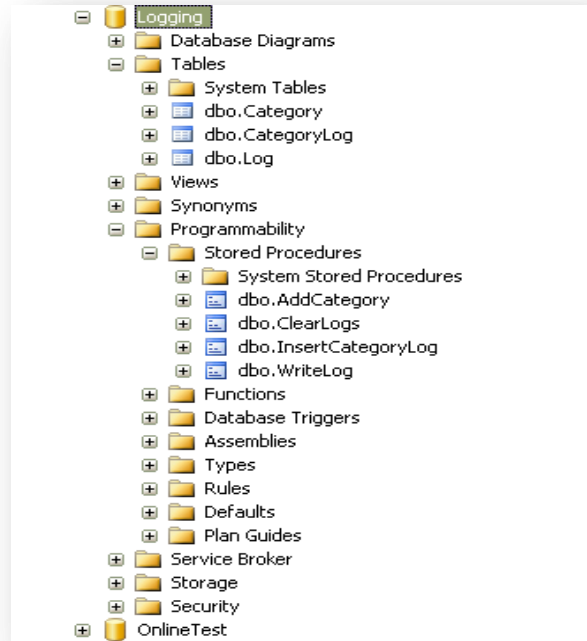 Logging
Database Diagrams
Tables
System Tables
dbo.Category
dbo.CategoryLog
dbo.Log
Views
Synonyms
Programmability
Stored Procedures
System Stored Procedures
dbo.AddCategory
dbo.ClearLogs
dbo.InsertCategoryLog
dbo.WriteLog
Functions
Database Triggers
Assemblies
Types
Rules
Defaults
Plan Guides
Service Broker
Storage
Security
OnlineTest